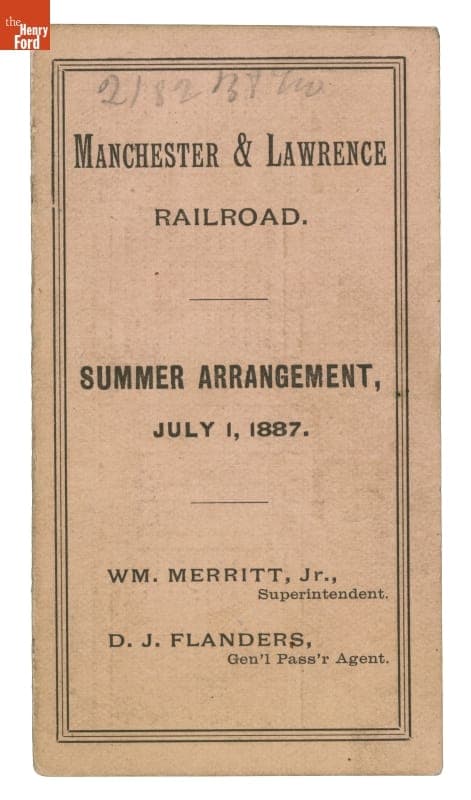 the
Henry
Ford
MANCHESTER & LAWRENCE
RAILROAD.
SUMMER ARRANGEMENT,
JULY 1, 1887.
WM. MERRITT, Jr.,
Superintendent.
D. J. FLANDERS,
Gen'l Pass'r Agent.